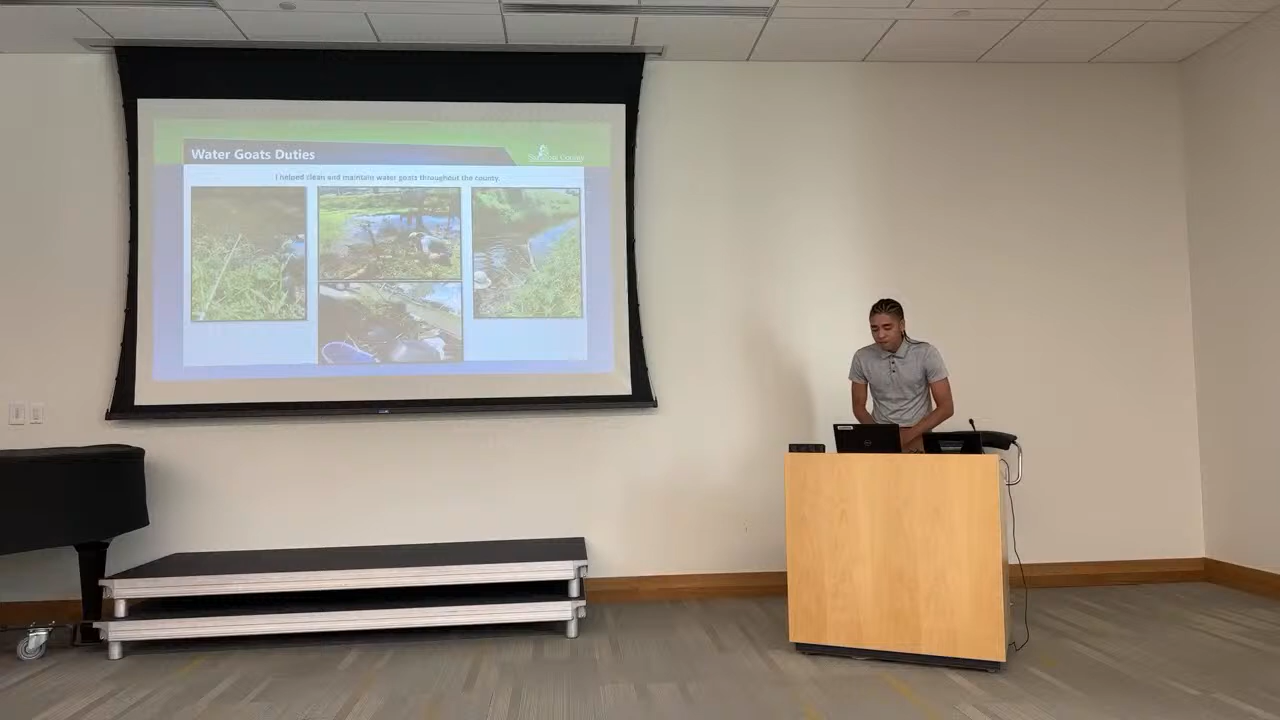 Water Goats Duties
I helped clean and maintain water goats throughout the county.